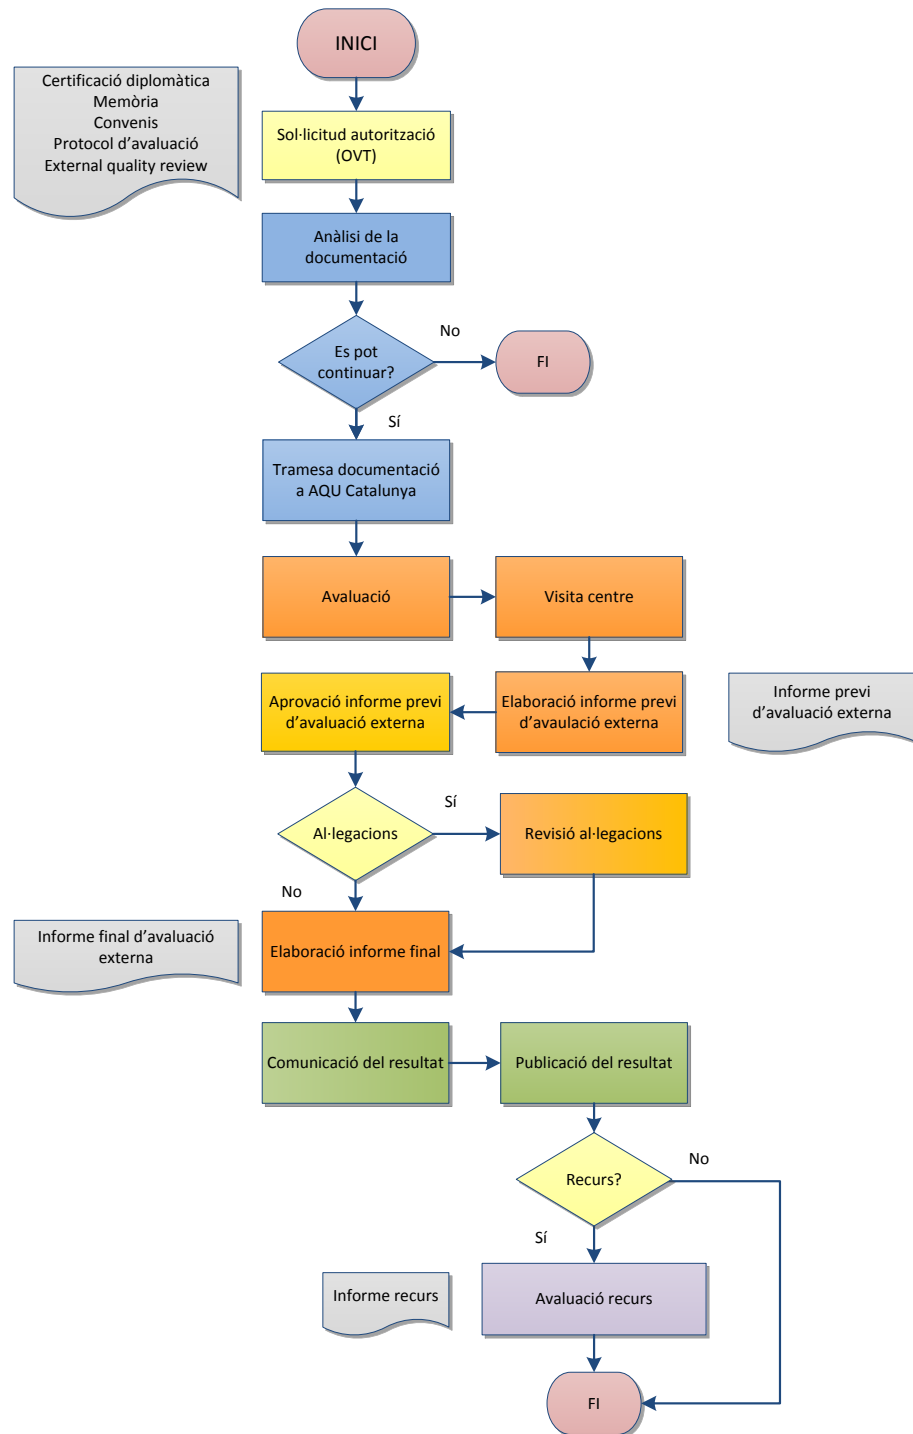 INICI
Certificació diplomàtica
Memòria
Convenis
Protocol d'avaluació
External quality review
Sol·licitud autorització
(OVT)
Anàlisi de la
documentació
Es pot
continuar?
No
FI
Sí
Tramesa documentació
a AQU Catalunya
Avaluació
Visita centre
Aprovació informe previ
d'avaluació externa
Elaboració informe previ
d'avaulació externa
Informe previ
d'avaluació externa
Al·legacions
Sí
Revisió al·legacions
No
Informe final d'avaluació
externa
Elaboració informe final
Comunicació del resultat
Publicació del resultat
Recurs?
No
Sí
Informe recurs
Avaluació recurs
FI